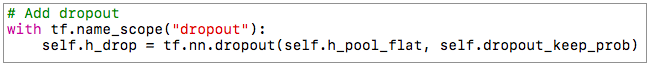 # Add dropout
with tf.name_scope("dropout"):
    self.h_drop = tf.nn.dropout(self.h_pool_flat, self.dropout_keep_prob)